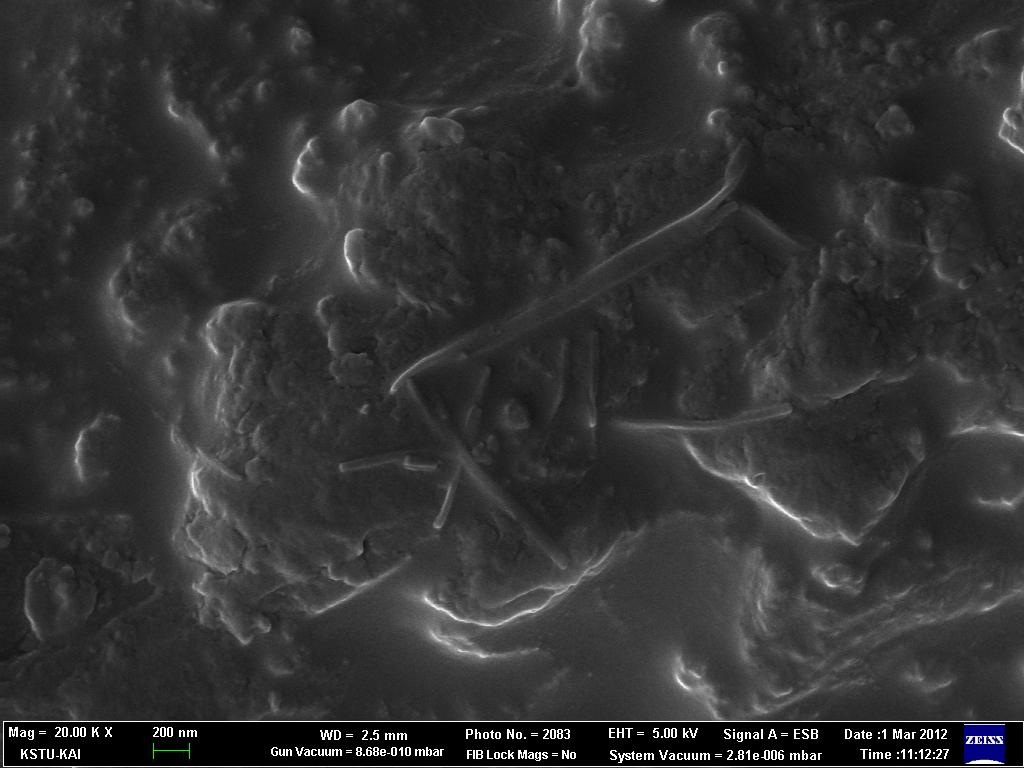 Mag = 20.00 K X
200 nm
WD = 2.5 mm
Photo No. = 2083
EHT = 5.00 kV
Signal A = ESB
Date :1 Mar 2012
KSTU-KAI
Gun Vacuum = 8.68e-010 mbar
FIB Lock Mags = No
System Vacuum = 2.81e-006 mbar
Time :11:12:27
ZEISS